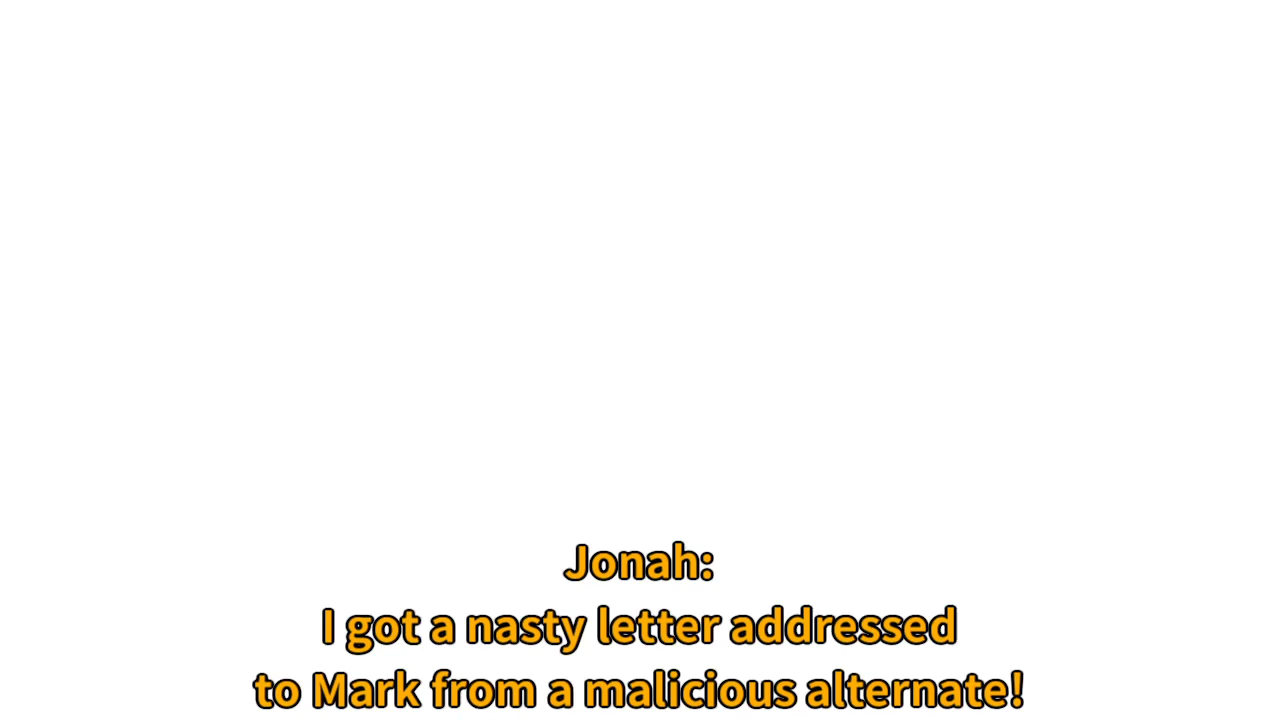 Jonah:
I got a nasty letter addressed
to Mark from a malicious alternate!